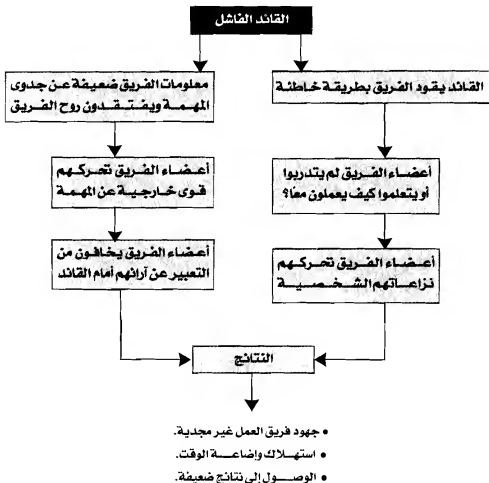 القائد الفاشل
القائد يقود الفريق بطريقة خاطئة
معلومات الفريق ضعيفة عن جدوى
المهمة ويفتقدون روح الفريق
أعضاء الفريق لم يتدربوا
أو يتعلموا كيف يعملون معًا؟
أعضاء الفريق تحركهم
قوى خارجية عن المهمة
أعضاء الفريق تحركهم
نزاعاتهم الشخصية
أعضاء الفريق يخافون من
التعبير عن آرائهم أمام القائد
النتائج
• جهود فريق العمل غير مجدية.
• استهلاك وإضاعة الوقت.
• الوصول إلى نتائج ضعيفة.